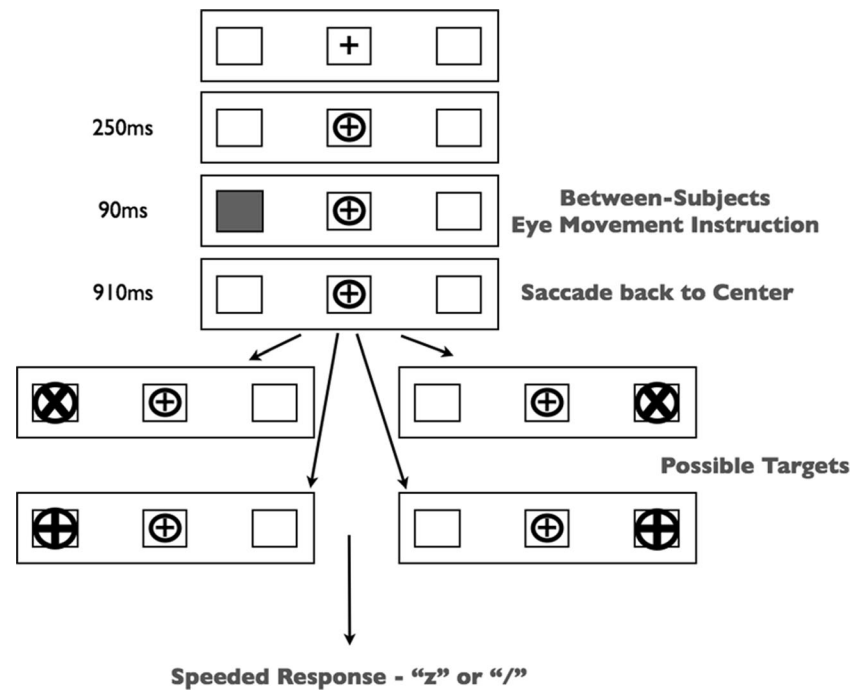 250ms
90ms
Between-Subjects
Eye Movement Instruction
910ms
Saccade back to Center
Possible Targets
Speeded Response - “z” or “/”